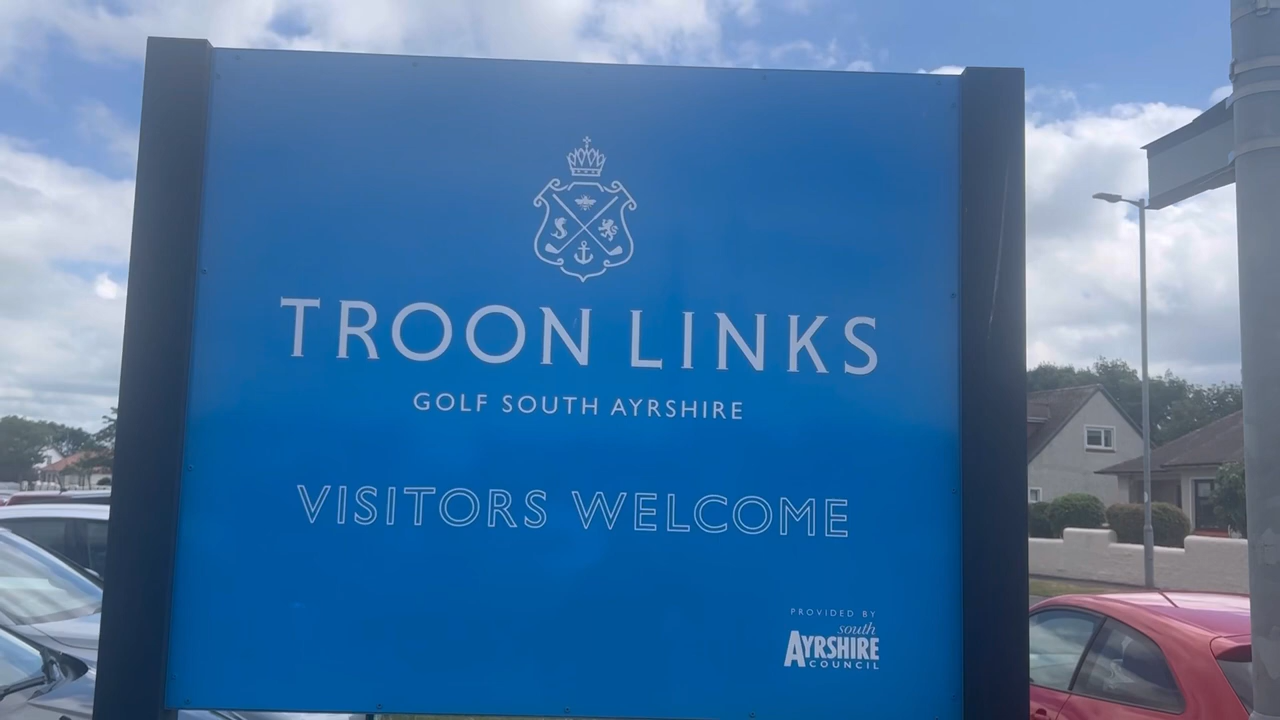 TROON LINKS
GOLF SOUTH AYRSHIRE
VISITORS WELCOME
PROVIDED BY
south
AYRSHIRE
COUNCIL